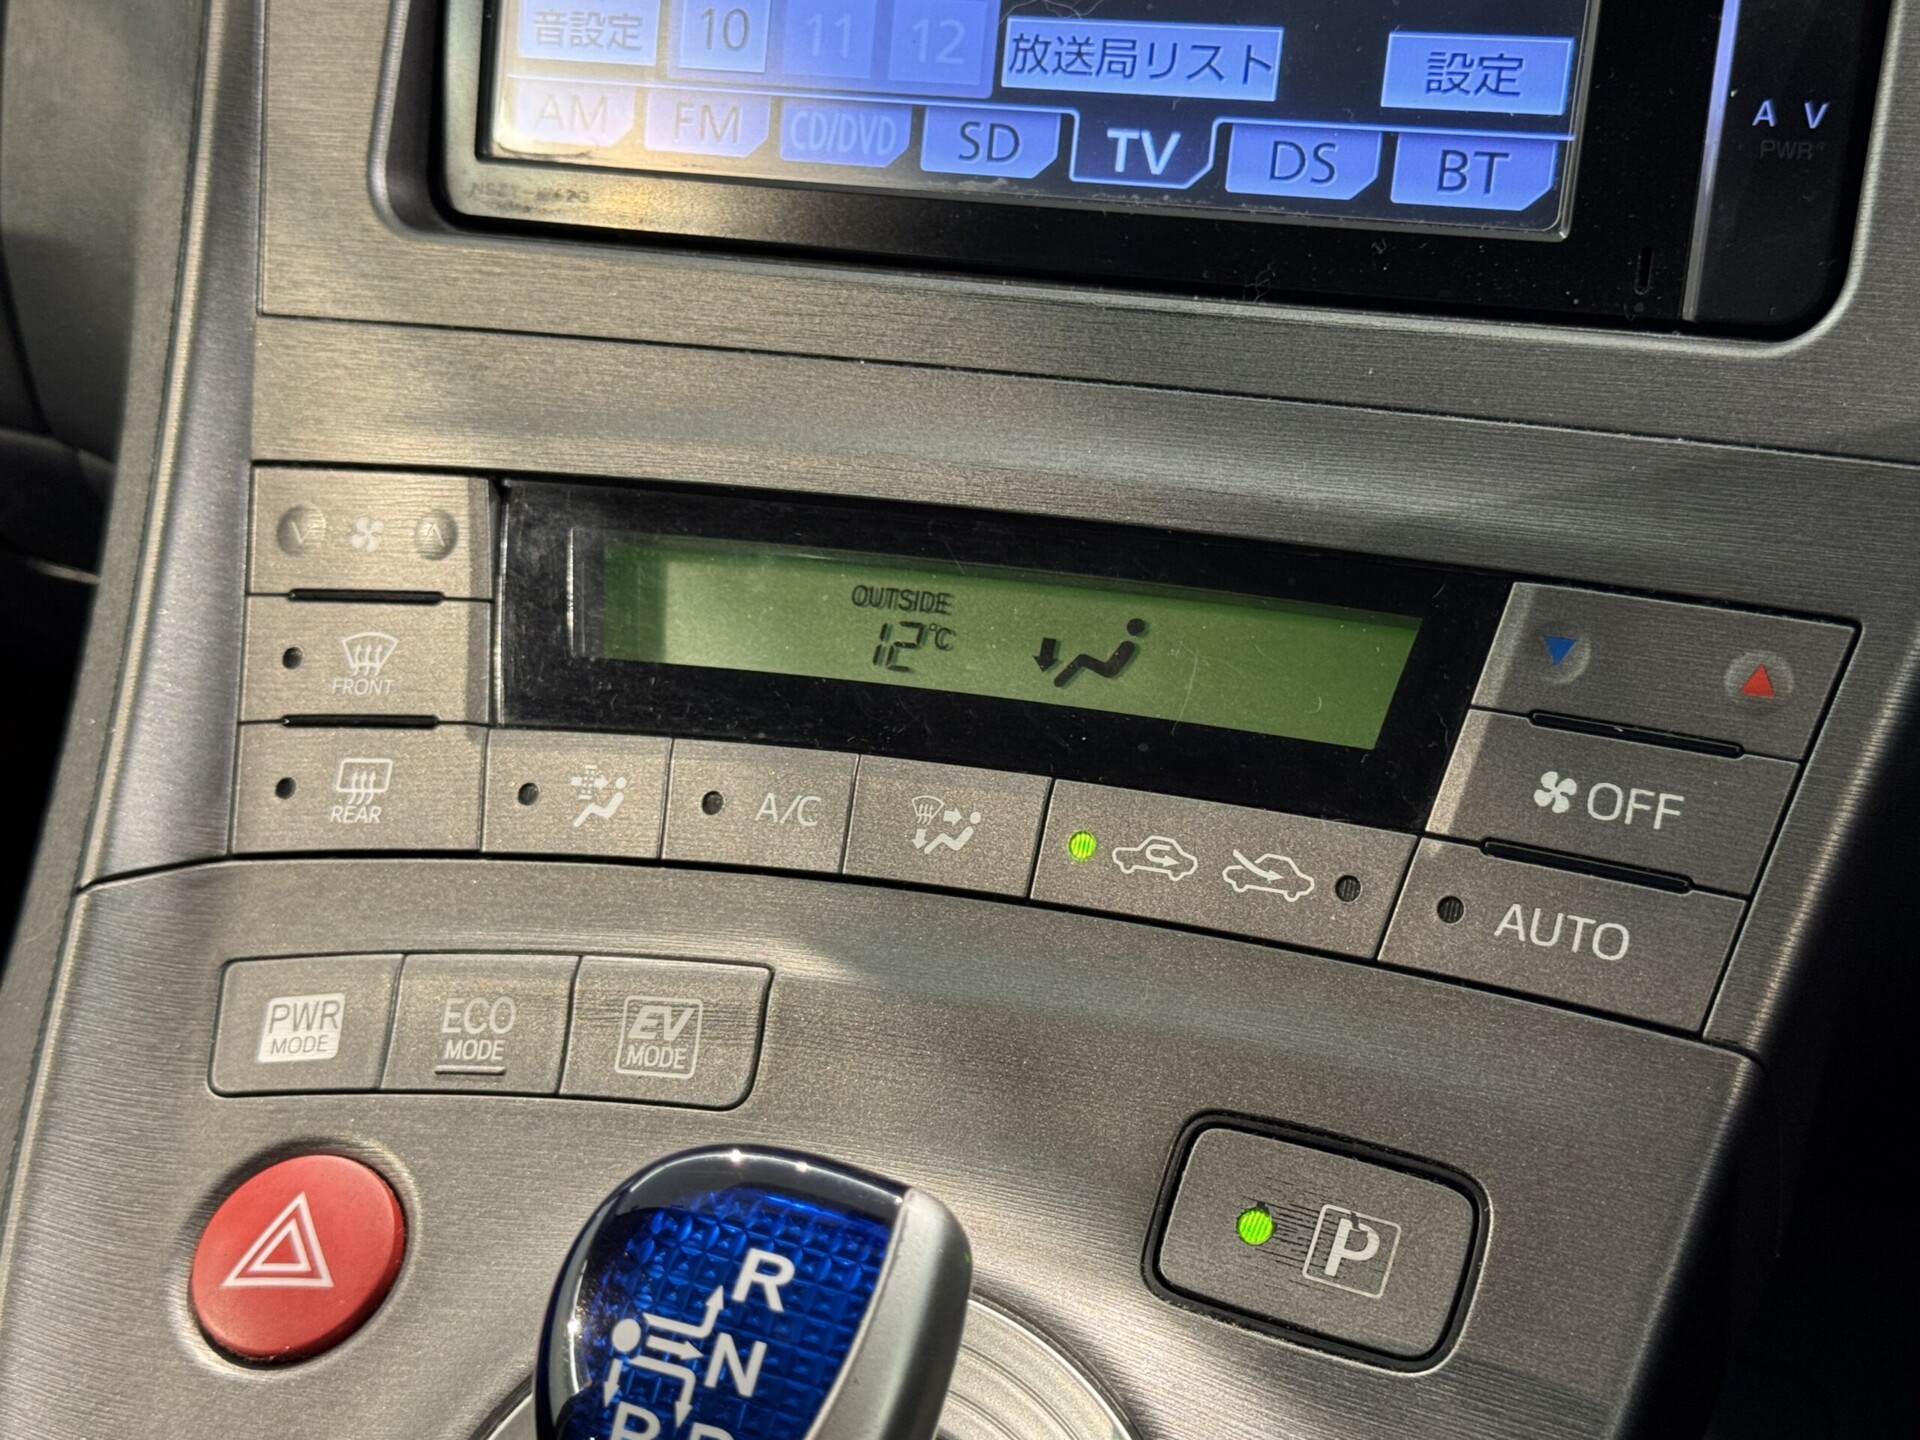 音設定 10 11 12 放送局リスト 設定
AM FM CD/DVD SD TV DS BT
A V
PWR
OUTSIDE
12°C
FRONT
REAR
A/C
OFF
AUTO
PWR
MODE
ECO
MODE
EV
MODE
P
R
N